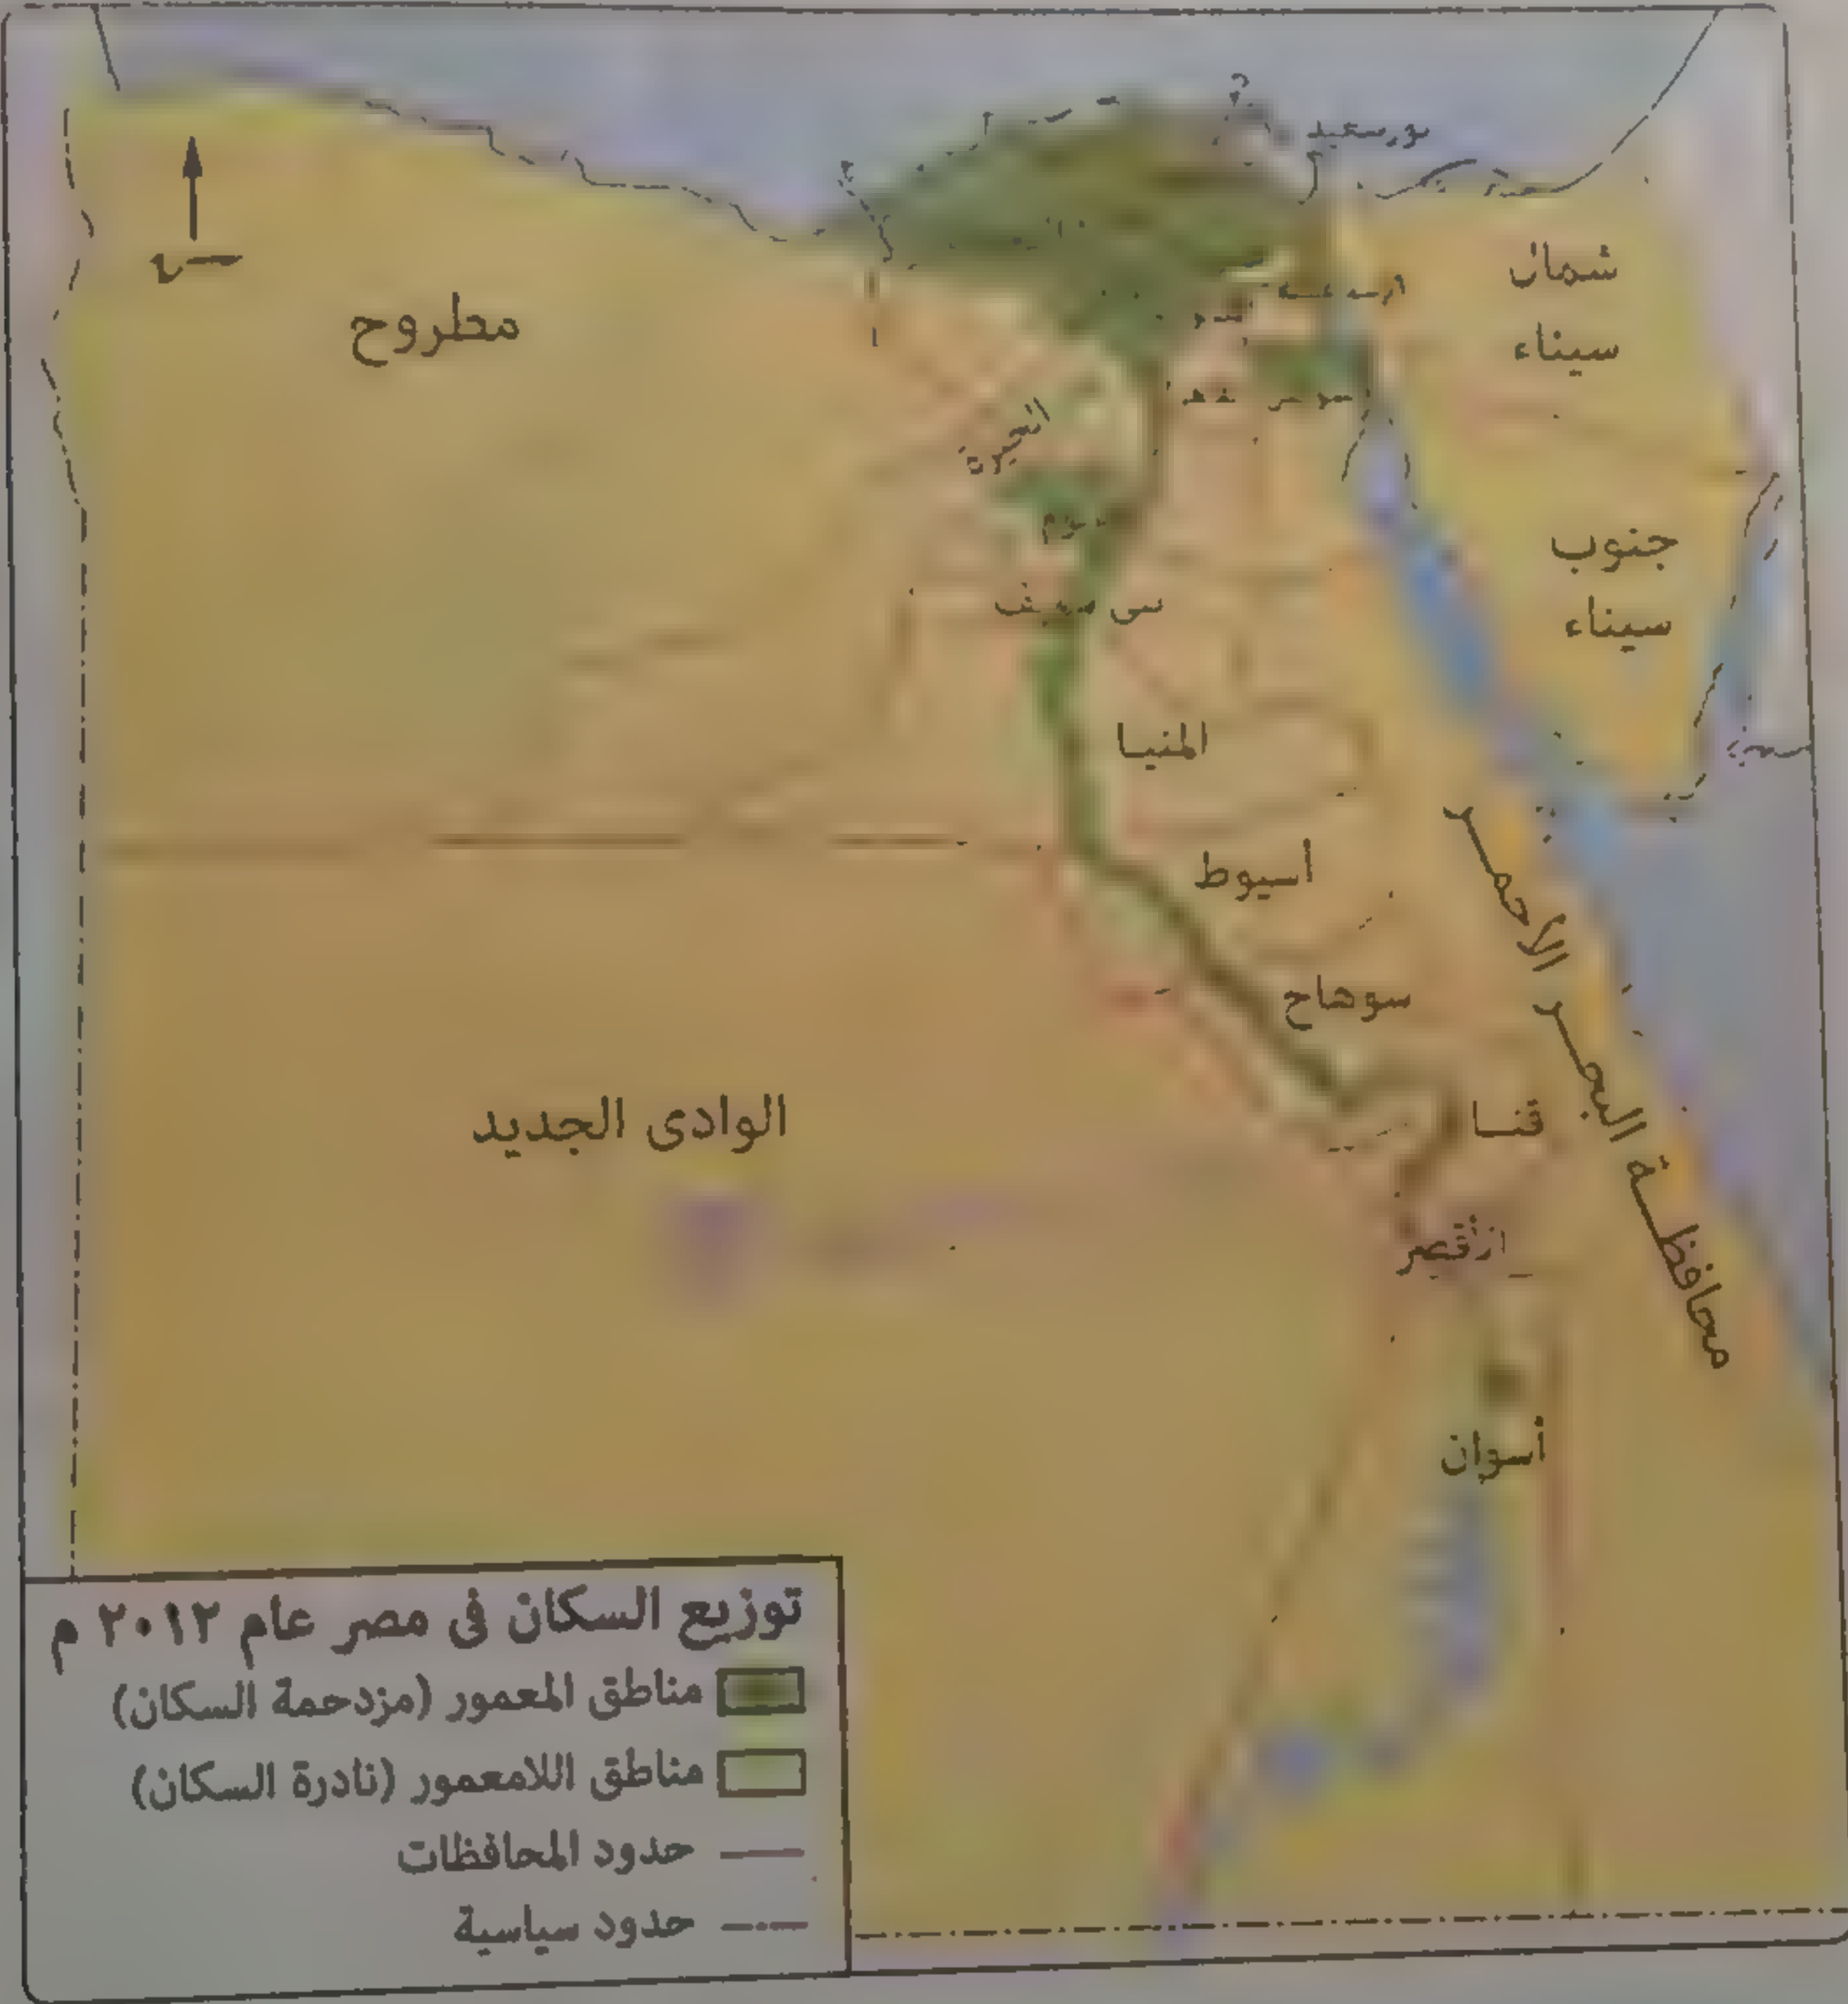 بورسعيد
شمال
سيناء
مطروح
الجيزة
جنوب
سيناء
المنيا
أسيوط
سوهاج
محافظة البحر الأحمر
قنا
الوادى الجديد
الأقصر
أسوان
توزيع السكان فى مصر عام ٢٠١٢ م
مناطق المعمور (مزدحمة السكان)
مناطق اللامعمور (نادرة السكان)
حدود المحافظات
حدود سياسية